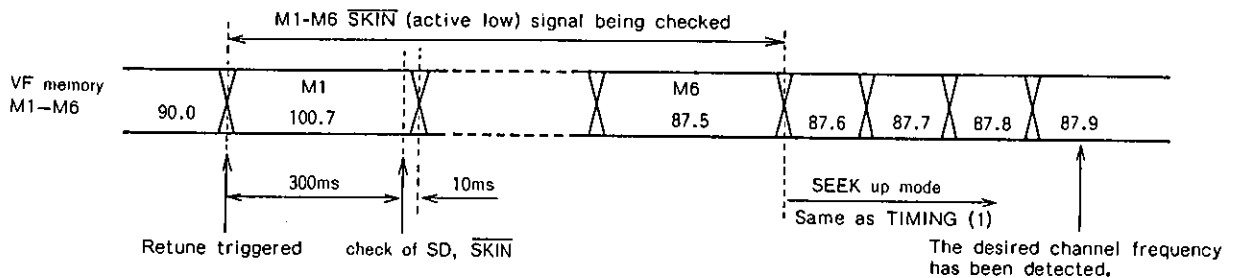 M1-M6 SKIN (active low) signal being checked
VF memory
M1-M6
M1
M6
90.0
100.7
87.5
87.6
87.7
87.8
87.9
300ms
10ms
SEEK up mode
Same as TIMING (1)
Retune triggered
check of SD, SKIN
The desired channel frequency
has been detected.